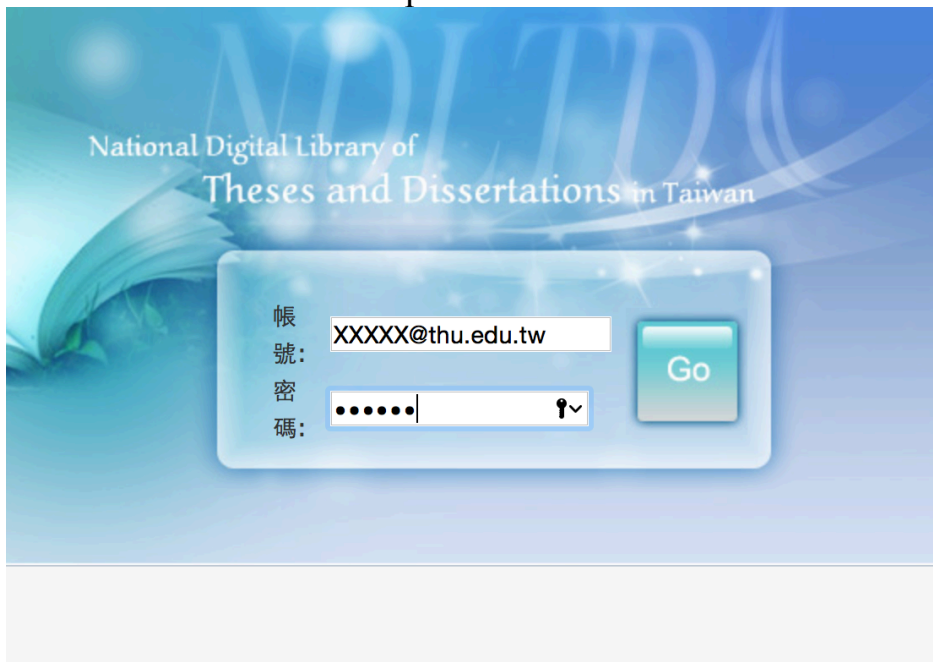 NDLTD
National Digital Library of
Theses and Dissertations in Taiwan
帳
號:
XXXXX@thu.edu.tw
密
碼:
••••••
Go